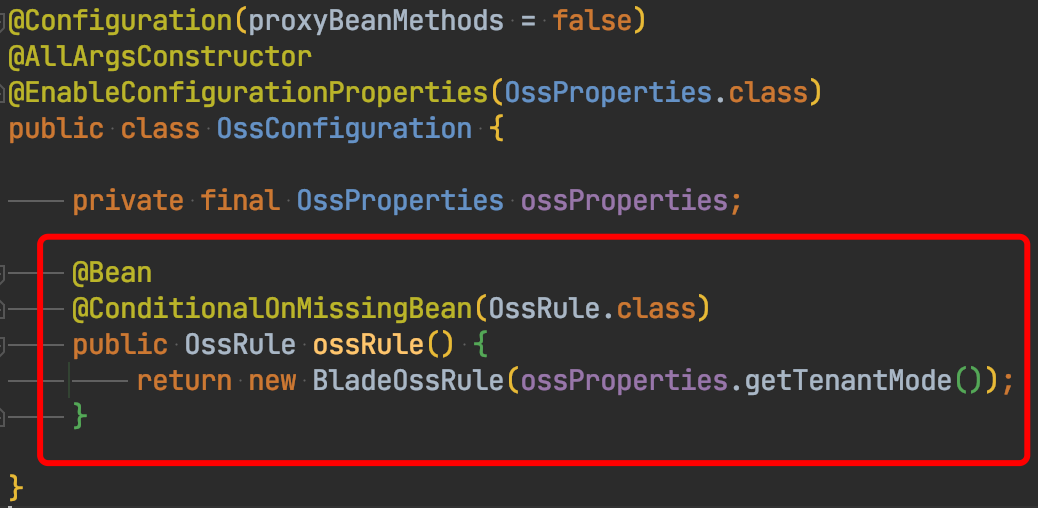 @Configuration(proxyBeanMethods = false)
@AllArgsConstructor
@EnableConfigurationProperties(OssProperties.class)
public class OssConfiguration {
private final OssProperties ossProperties;
@Bean
@ConditionalOnMissingBean(OssRule.class)
public OssRule ossRule() {
return new BladeOssRule(ossProperties.getTenantMode());
}
}